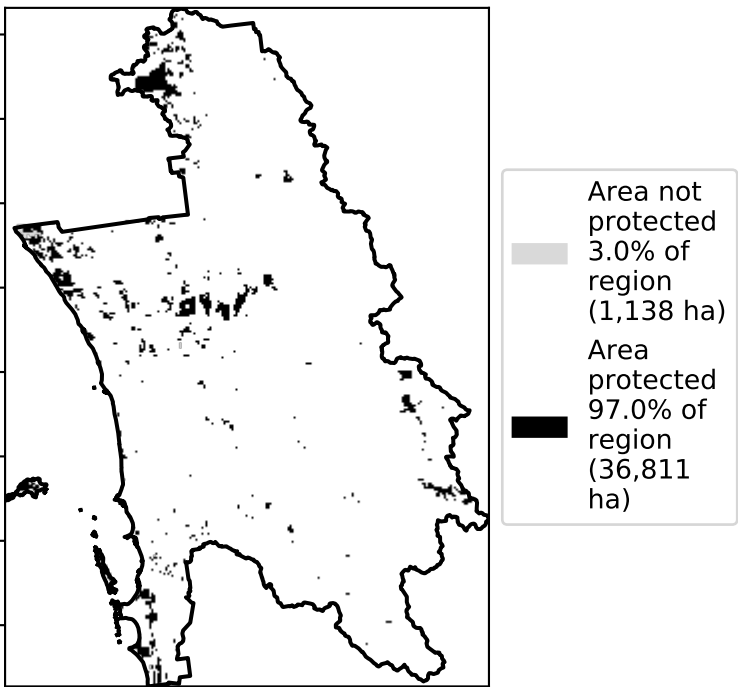 Area not
protected
3.0% of
region
(1,138 ha)
Area
protected
97.0% of
region
(36,811
ha)